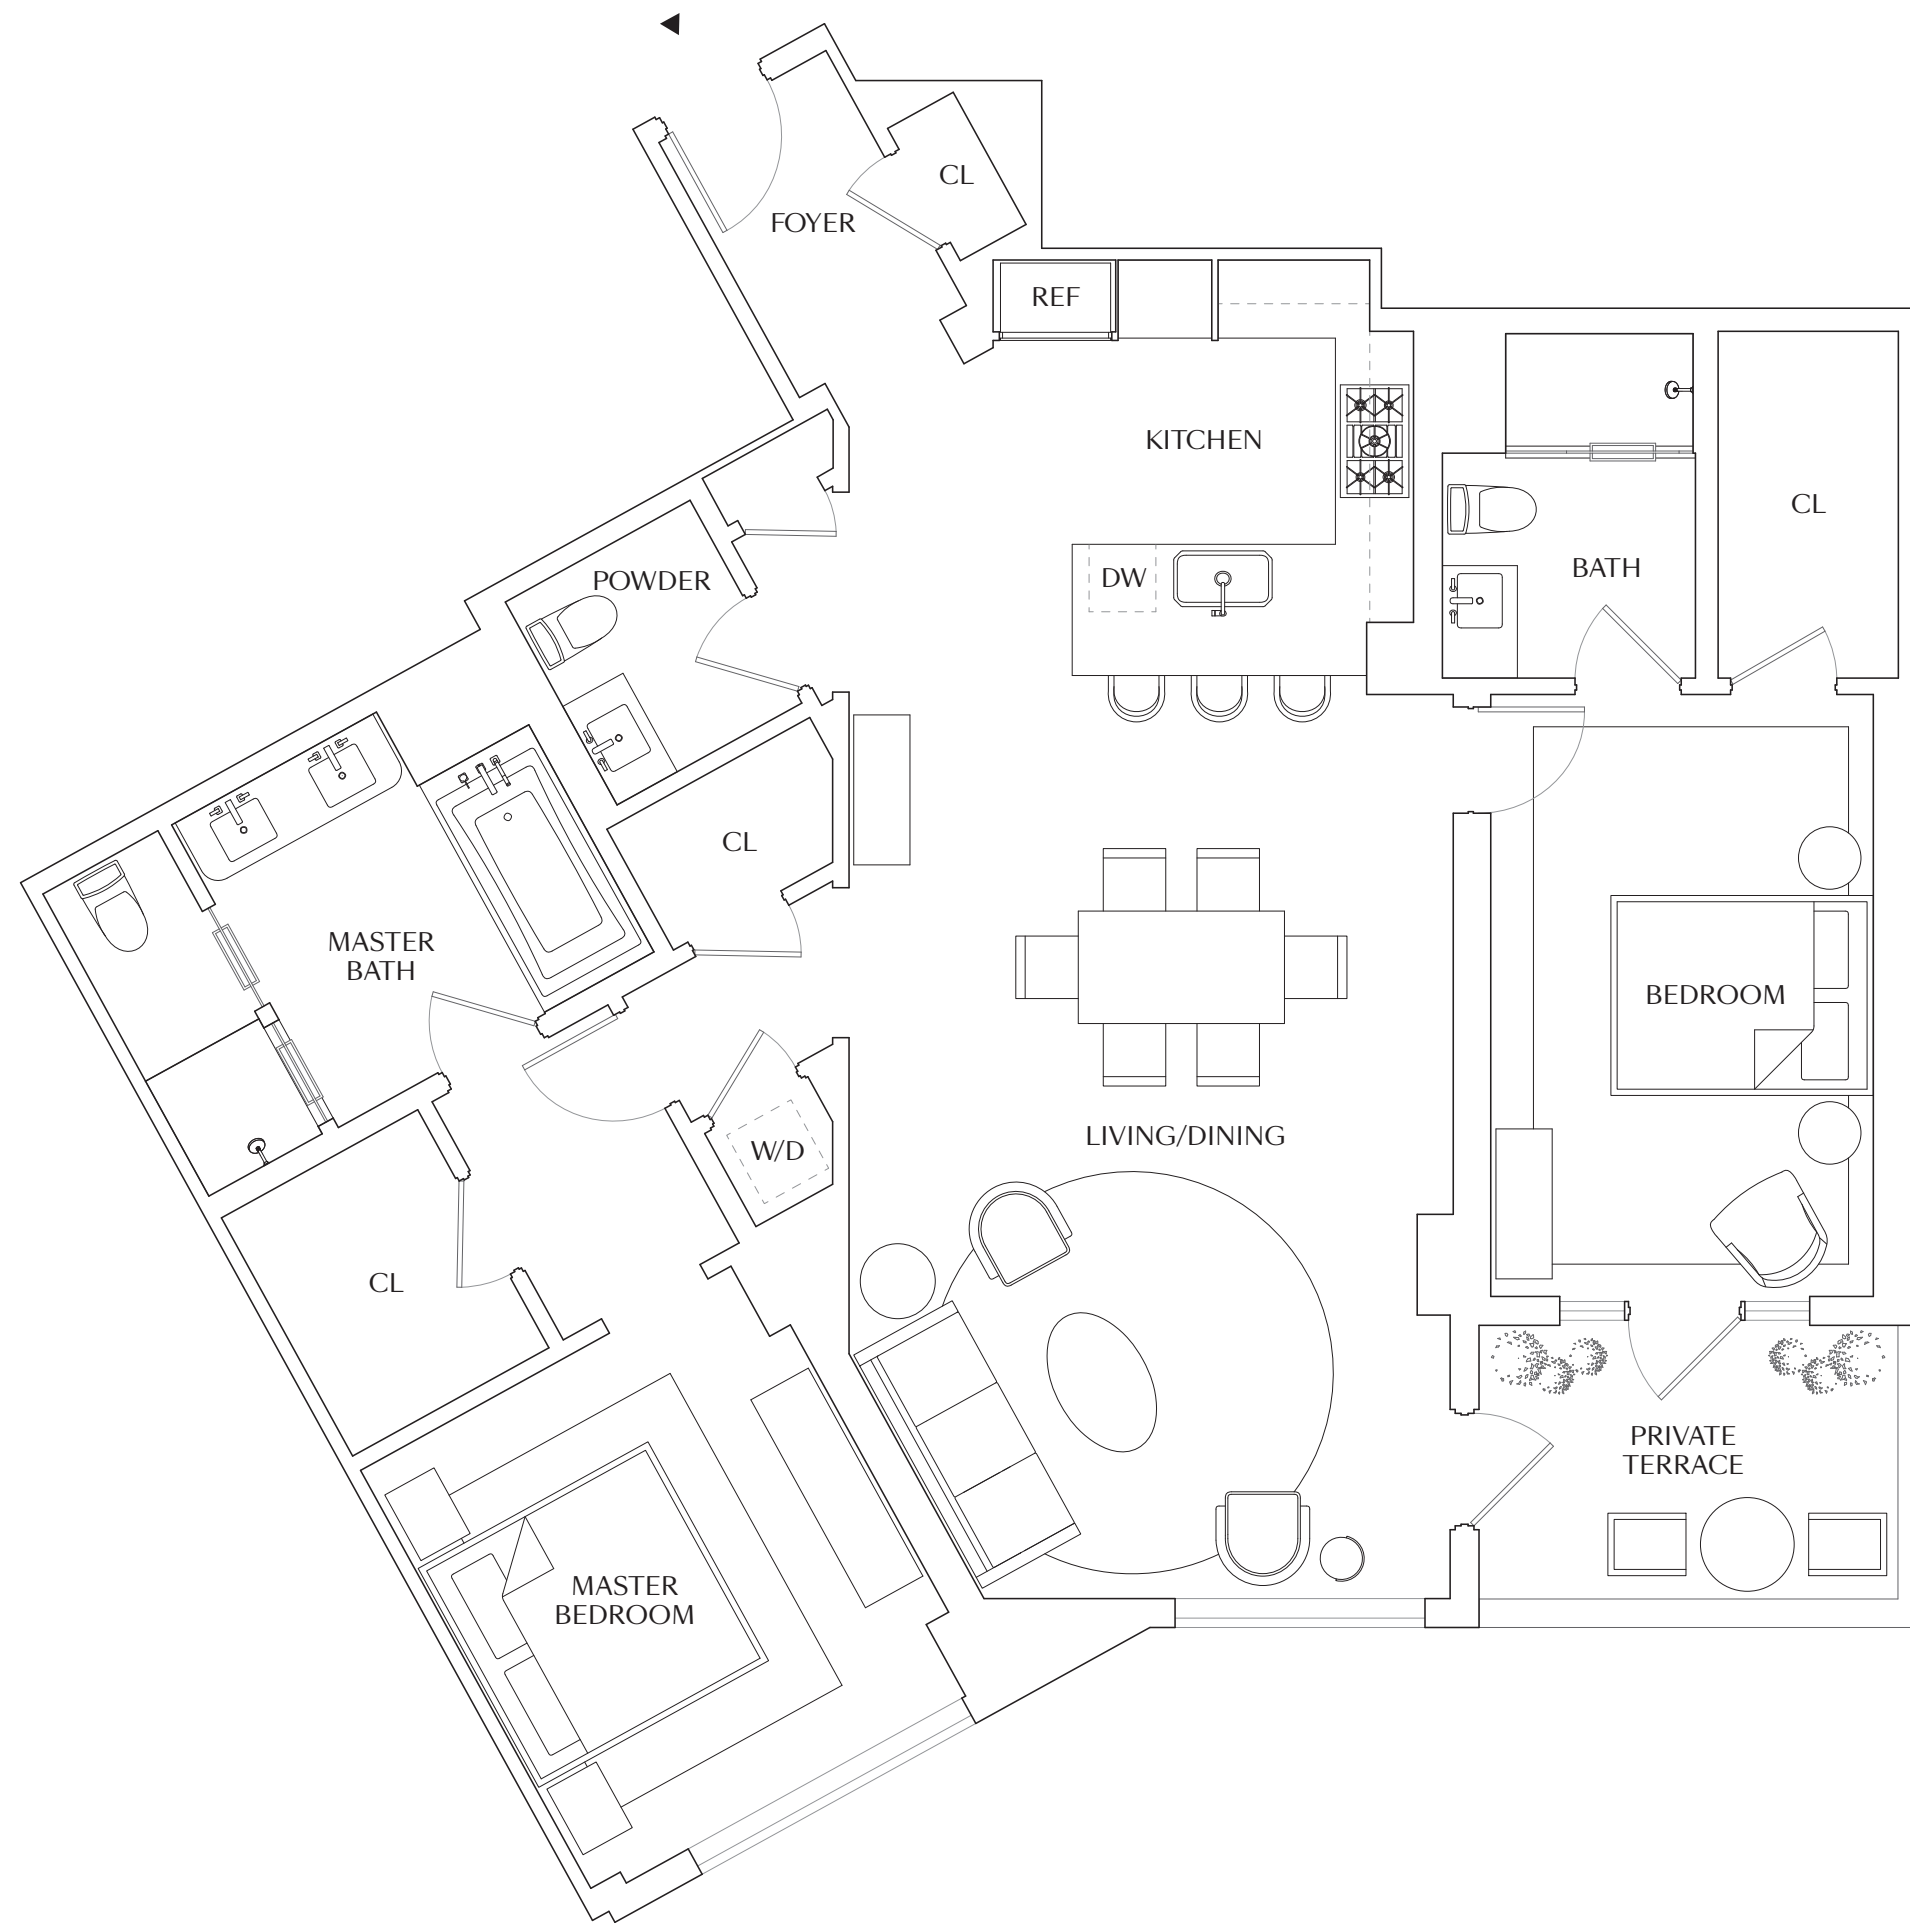 CL
FOYER
REF
KITCHEN
CL
BATH
DW
POWDER
CL
MASTER
BATH
BEDROOM
LIVING/DINING
W/D
CL
PRIVATE
TERRACE
MASTER
BEDROOM